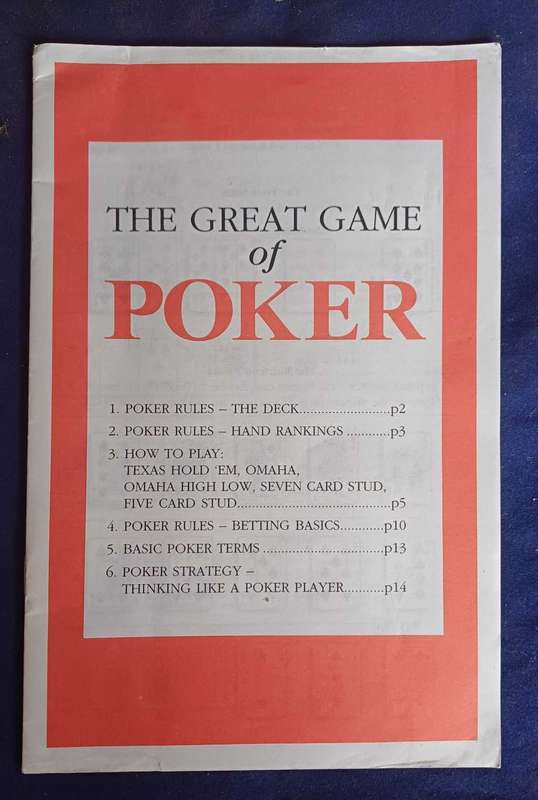 THE GREAT GAME
of
POKER
1. POKER RULES – THE DECK..........................p2
2. POKER RULES – HAND RANKINGS ............p3
3. HOW TO PLAY:
TEXAS HOLD 'EM, OMAHA,
OMAHA HIGH LOW, SEVEN CARD STUD,
FIVE CARD STUD............................................p5
4. POKER RULES – BETTING BASICS............p10
5. BASIC POKER TERMS ...................................p13
6. POKER STRATEGY –
THINKING LIKE A POKER PLAYER...........p14